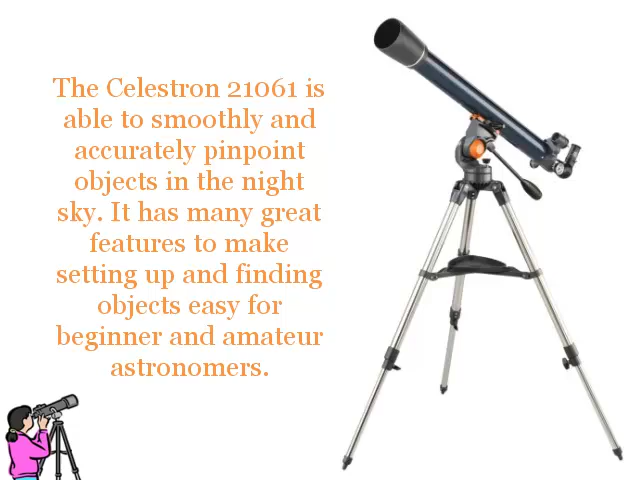 The Celestron 21061 is
able to smoothly and
accurately pinpoint
objects in the night
sky. It has many great
features to make
setting up and finding
objects easy for
beginner and amateur
astronomers.